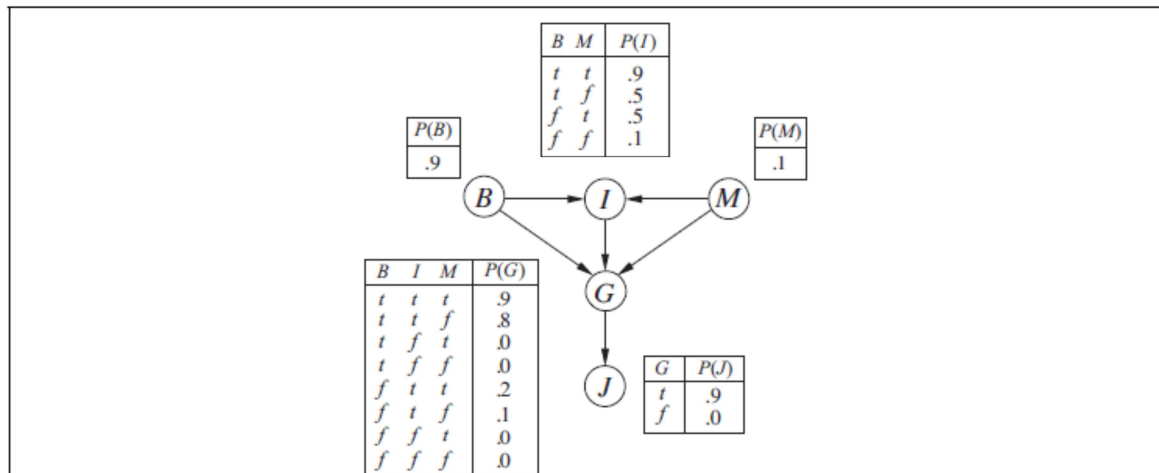 B M P(I)
t t .9
t f .5
f t .5
f f .1
P(B)
.9
P(M)
.1
B
I
M
B I M P(G)
t t t .9
t t f .8
t f t .0
t f f .0
f t t .2
f t f .1
f f t .0
f f f .0
G
J
G P(J)
t .9
f .0